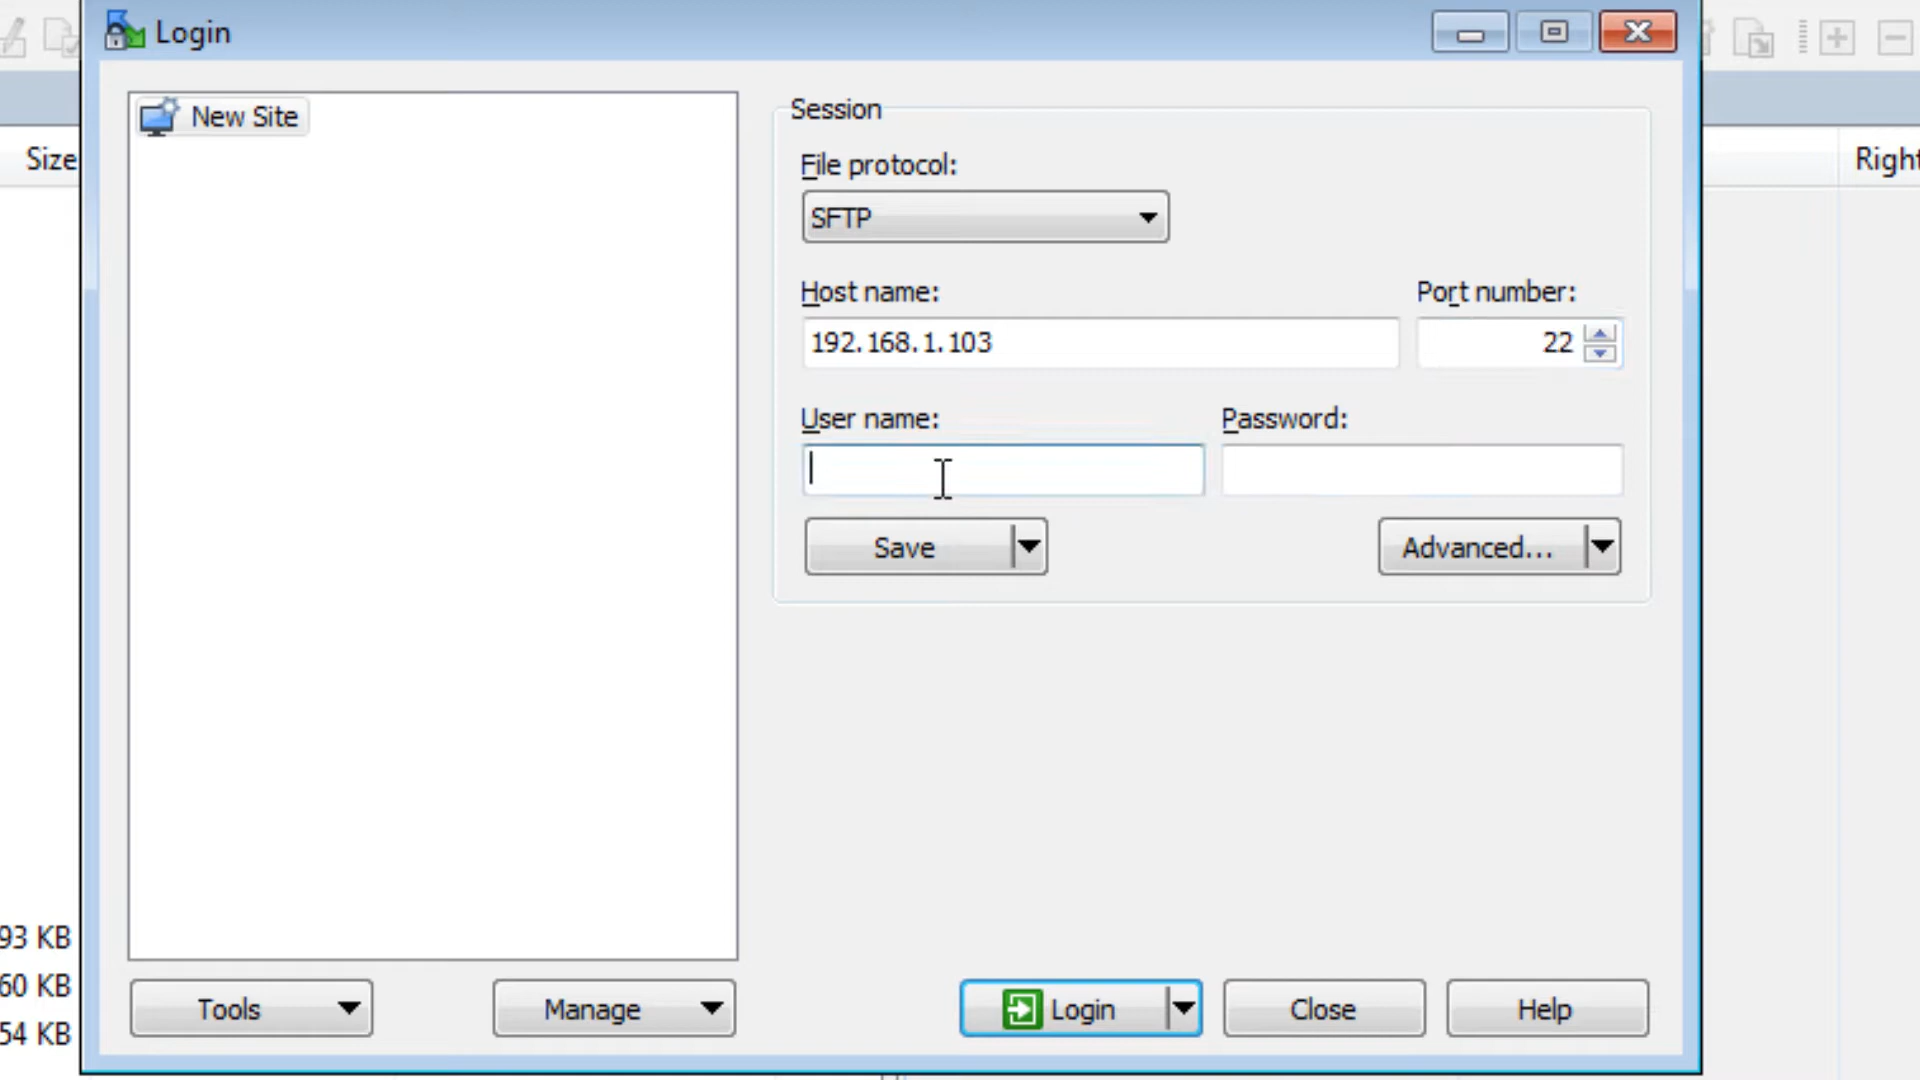 Login
New Site
Session
File protocol:
SFTP
Host name:
Port number:
192.168.1.103
22
User name:
Password:
Save
Advanced...
Tools
Manage
Login
Close
Help
Size
93 KB
60 KB
54 KB
Right